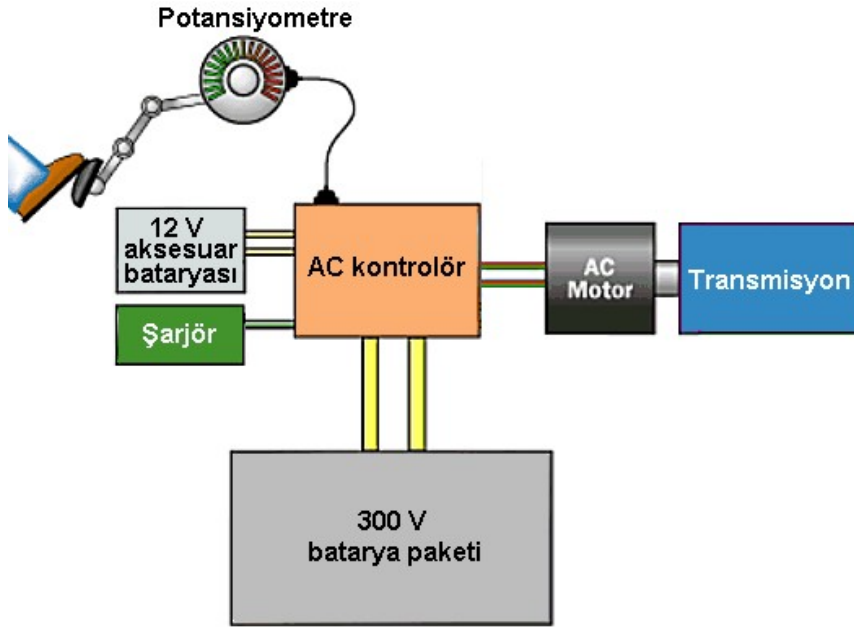 Potansiyometre
12 V
aksesuar
bataryası
AC kontrolör
AC
Motor
Transmisyon
Şarjör
300 V
batarya paketi